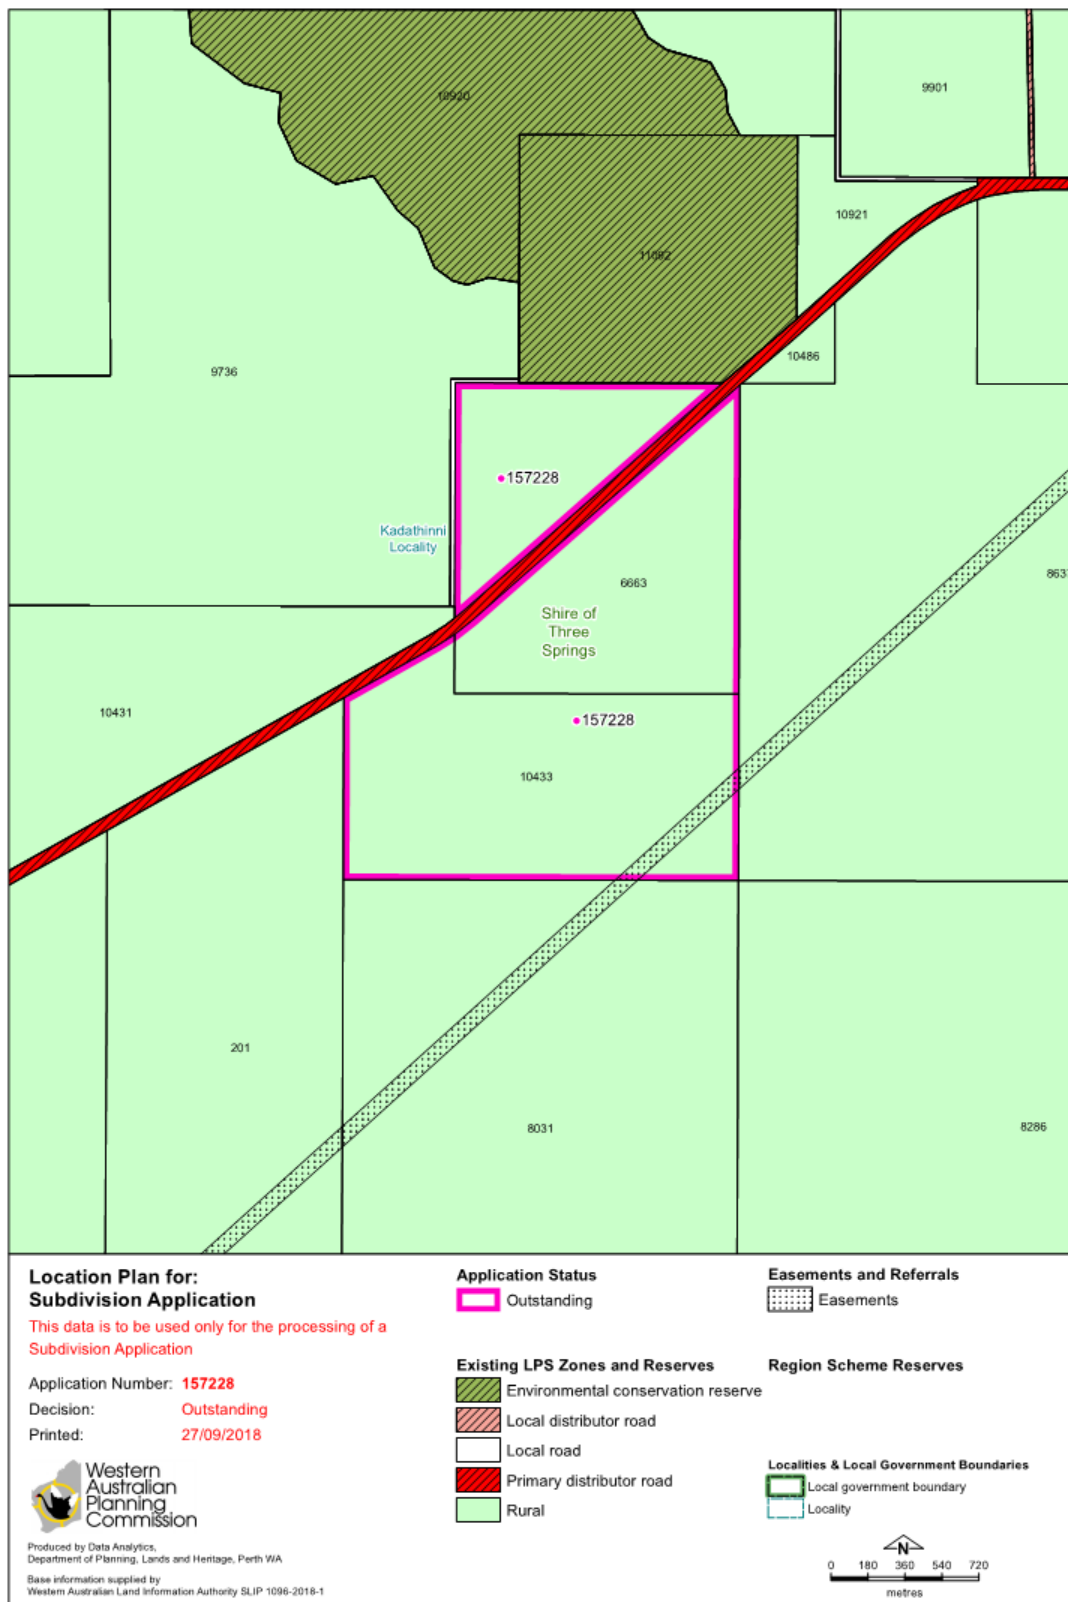 10920
9901
10921
11092
10486
9736
157228
Kadathinni
Locality
6663
Shire of
Three
Springs
10431
157228
10433
201
8031
8286
Location Plan for:
Subdivision Application
This data is to be used only for the processing of a
Subdivision Application
Application Number: 157228
Decision: Outstanding
Printed: 27/09/2018
Western
Australian
Planning
Commission
Produced by Data Analytics,
Department of Planning, Lands and Heritage, Perth WA
Base information supplied by
Western Australian Land Information Authority SLIP 1096-2018-1
Application Status
Outstanding
Existing LPS Zones and Reserves
Environmental conservation reserve
Local distributor road
Local road
Primary distributor road
Rural
Easements and Referrals
Easements
Region Scheme Reserves
Localities & Local Government Boundaries
Local government boundary
Locality
N
0 180 360 540 720
metres